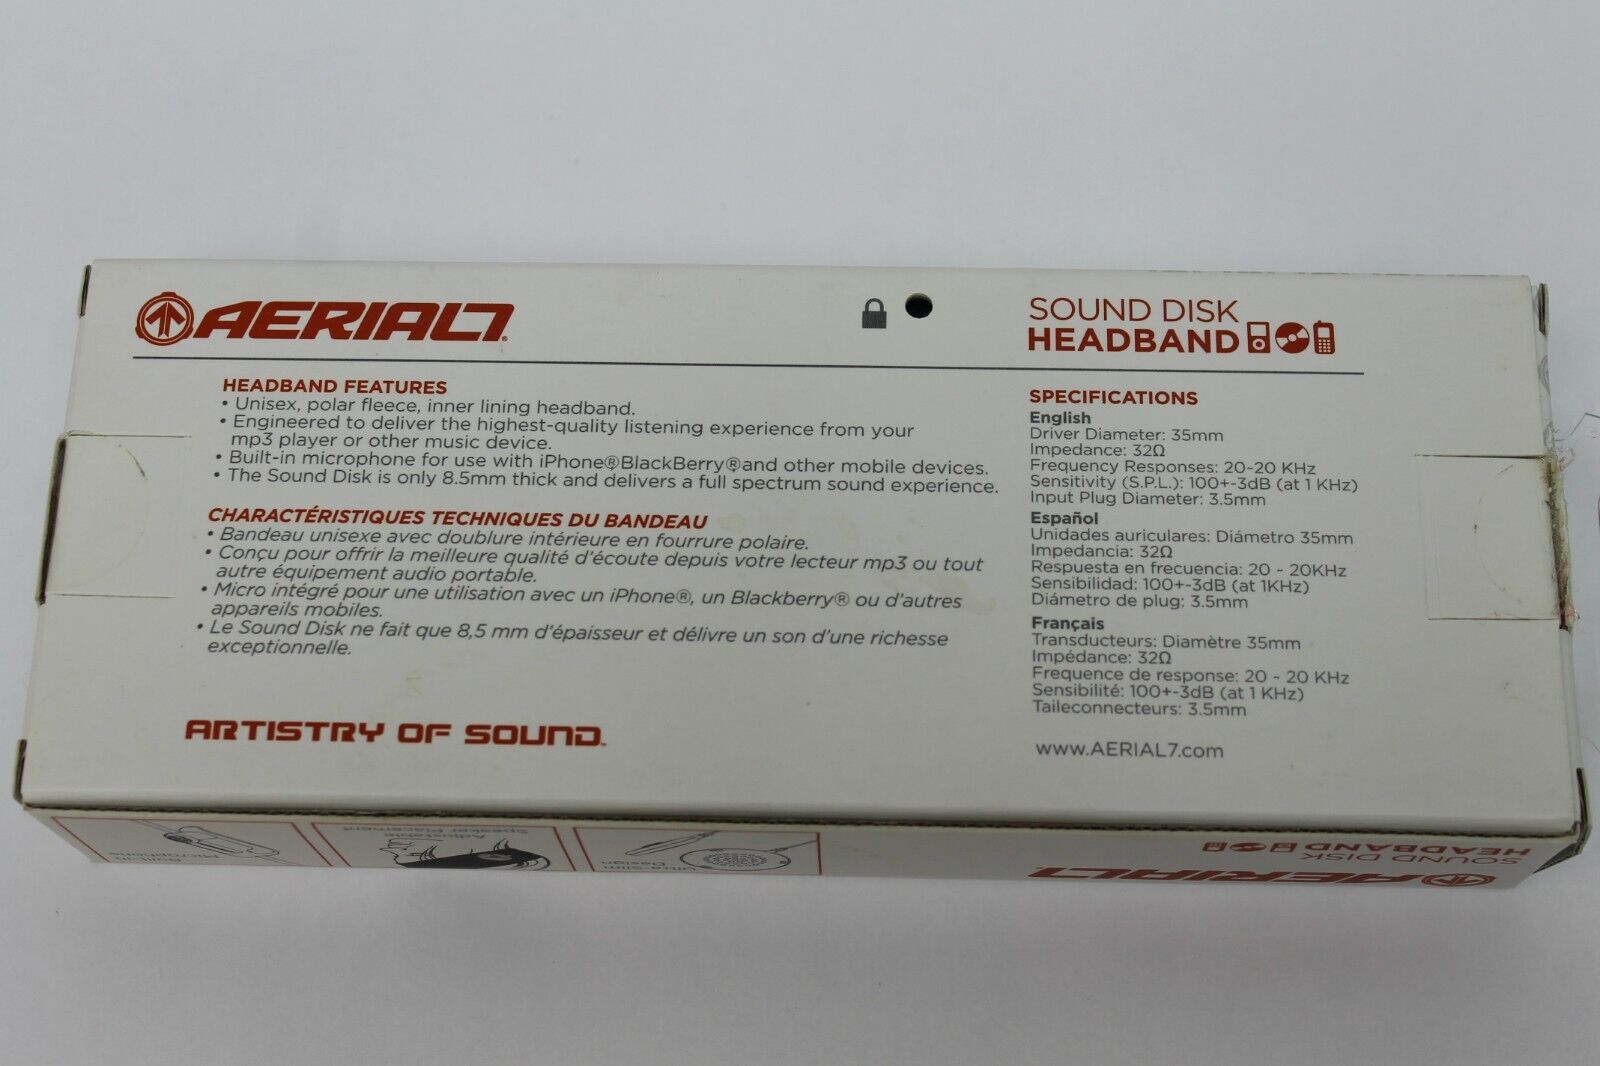 AERIAL7®
SOUND DISK
HEADBAND
HEADBAND FEATURES
• Unisex, polar fleece, inner lining headband.
• Engineered to deliver the highest-quality listening experience from your
mp3 player or other music device.
• Built-in microphone for use with iPhone®BlackBerry®and other mobile devices.
• The Sound Disk is only 8.5mm thick and delivers a full spectrum sound experience.
CHARACTÉRISTIQUES TECHNIQUES DU BANDEAU
• Bandeau unisexe avec doublure intérieure en fourrure polaire.
• Conçu pour offrir la meilleure qualité d'écoute depuis votre lecteur mp3 ou tout
autre équipement audio portable.
• Micro intégré pour une utilisation avec un iPhone®, un Blackberry® ou d'autres
appareils mobiles.
• Le Sound Disk ne fait que 8,5 mm d'épaisseur et délivre un son d'une richesse
exceptionnelle.
ARTISTRY OF SOUND™
SPECIFICATIONS
English
Driver Diameter: 35mm
Impedance: 32Ω
Frequency Responses: 20-20 KHz
Sensitivity (S.P.L.): 100+-3dB (at 1 KHz)
Input Plug Diameter: 3.5mm
Español
Unidades auriculares: Diámetro 35mm
Impedancia: 32Ω
Respuesta en frecuencia: 20 - 20KHz
Sensibilidad: 100+-3dB (at 1KHz)
Diámetro de plug: 3.5mm
Français
Transducteurs: Diamètre 35mm
Impédance: 32Ω
Frequence de response: 20 - 20 KHz
Sensibilité: 100+-3dB (at 1 KHz)
Taileconnecteurs: 3.5mm
www.AERIAL7.com
AERIAL7
SOUND DISK
HEADBAND
Ultra Slim
Design
Adjustable
Speaker Placement
Microphone